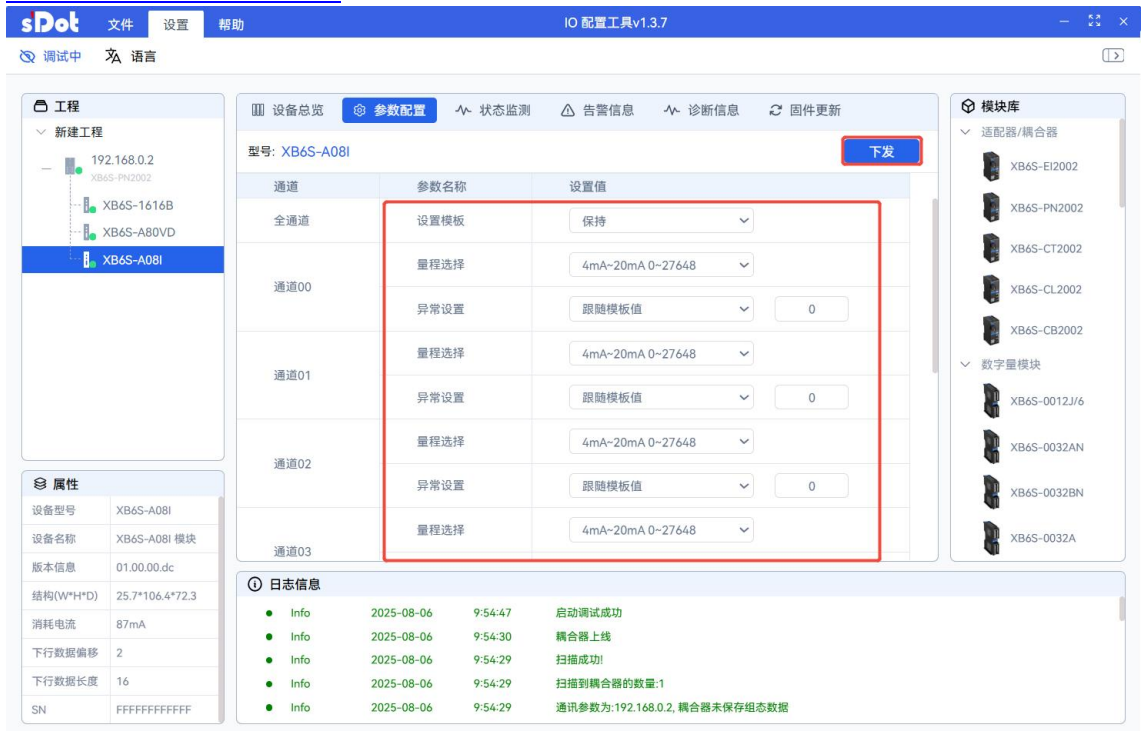 sDot 文件 设置 帮助 IO 配置工具v1.3.7
调试中 语言
工程
新建工程
192.168.0.2
XB6S-PN2002
XB6S-1616B
XB6S-A80VD
XB6S-A08I
属性
设备型号 XB6S-A08I
设备名称 XB6S-A08I 模块
版本信息 01.00.00.dc
结构(W*H*D) 25.7*106.4*72.3
消耗电流 87mA
下行数据偏移 2
下行数据长度 16
SN FFFFFFFFFFFF
设备总览 参数配置 状态监测 告警信息 诊断信息 固件更新
型号: XB6S-A08I 下发
通道 参数名称 设置值
全通道 设置模板 保持
通道00
量程选择 4mA~20mA 0~27648
异常设置 跟随模板值 0
通道01
量程选择 4mA~20mA 0~27648
异常设置 跟随模板值 0
通道02
量程选择 4mA~20mA 0~27648
异常设置 跟随模板值 0
通道03
量程选择 4mA~20mA 0~27648
日志信息
Info 2025-08-06 9:54:47 启动调试成功
Info 2025-08-06 9:54:30 耦合器上线
Info 2025-08-06 9:54:29 扫描成功!
Info 2025-08-06 9:54:29 扫描到耦合器的数量:1
Info 2025-08-06 9:54:29 通讯参数为:192.168.0.2, 耦合器未保存组态数据
模块库
适配器/耦合器
XB6S-EI2002
XB6S-PN2002
XB6S-CT2002
XB6S-CL2002
XB6S-CB2002
数字量模块
XB6S-0012J/6
XB6S-0032AN
XB6S-0032BN
XB6S-0032A